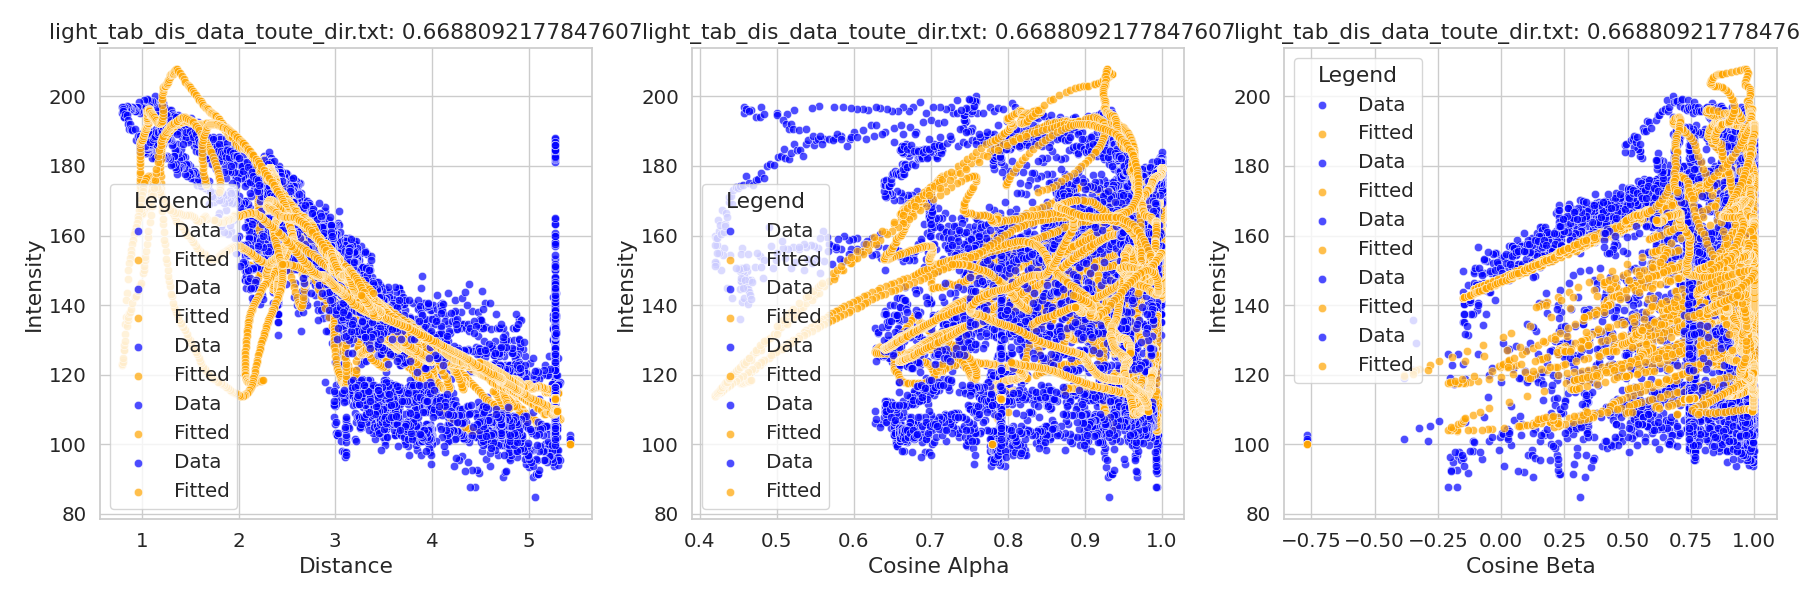 light_tab_dis_data_toute_dir.txt: 0.6688092177847607
Intensity
200
180
160
140
120
100
80
Legend
Data
Fitted
Data
Fitted
Data
Fitted
Data
Fitted
Data
Fitted
1 2 3 4 5
Distance
light_tab_dis_data_toute_dir.txt: 0.6688092177847607
Intensity
200
180
160
140
120
100
80
Legend
Data
Fitted
Data
Fitted
Data
Fitted
Data
Fitted
Data
Fitted
0.4 0.5 0.6 0.7 0.8 0.9 1.0
Cosine Alpha
light_tab_dis_data_toute_dir.txt: 0.66880921778476
Intensity
200
180
160
140
120
100
80
Legend
Data
Fitted
Data
Fitted
Data
Fitted
Data
Fitted
Data
Fitted
−0.75 −0.50 −0.25 0.00 0.25 0.50 0.75 1.00
Cosine Beta